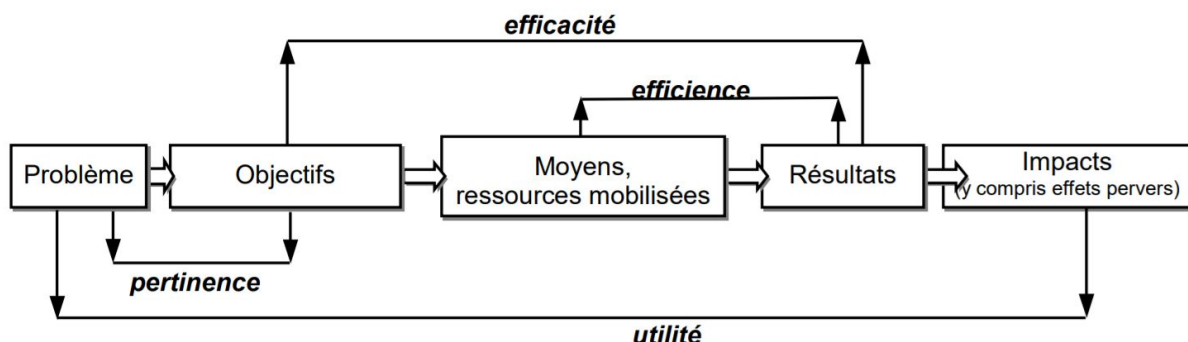 efficacité
efficience
Problème
Objectifs
Moyens,
ressources mobilisées
Résultats
Impacts
(y compris effets pervers)
pertinence
utilité